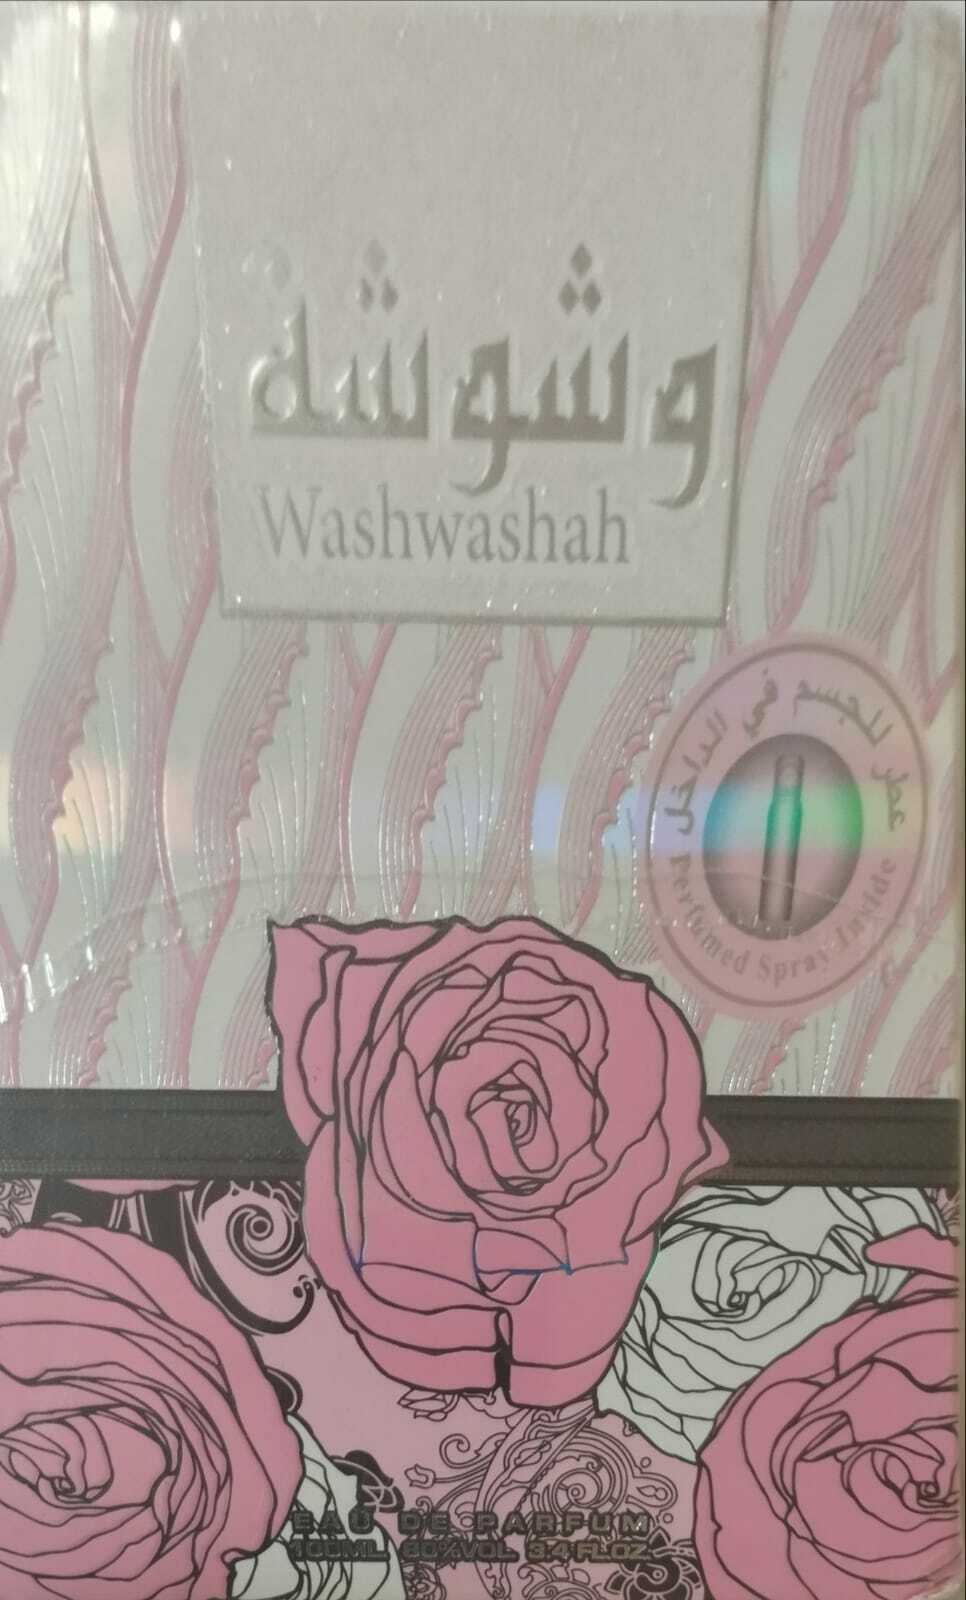 وشوشة
Washwashah
عطر للجسم في الداخل
Perfumed Spray Inside
EAU DE PARFUM
100ML 80%VOL 3.4 FL.OZ.